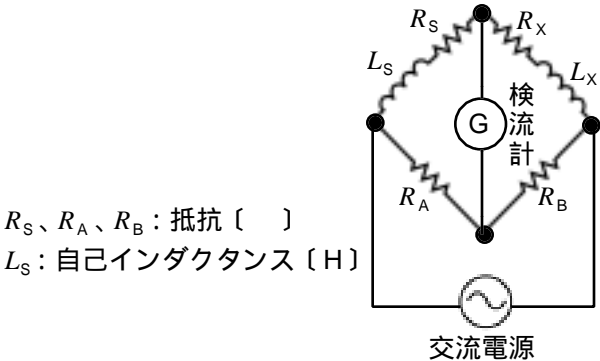 R_S
R_X
L_S
L_X
検流計
G
R_A
R_B
R_S、R_A、R_B：抵抗〔　〕
L_S：自己インダクタンス〔H〕
交流電源